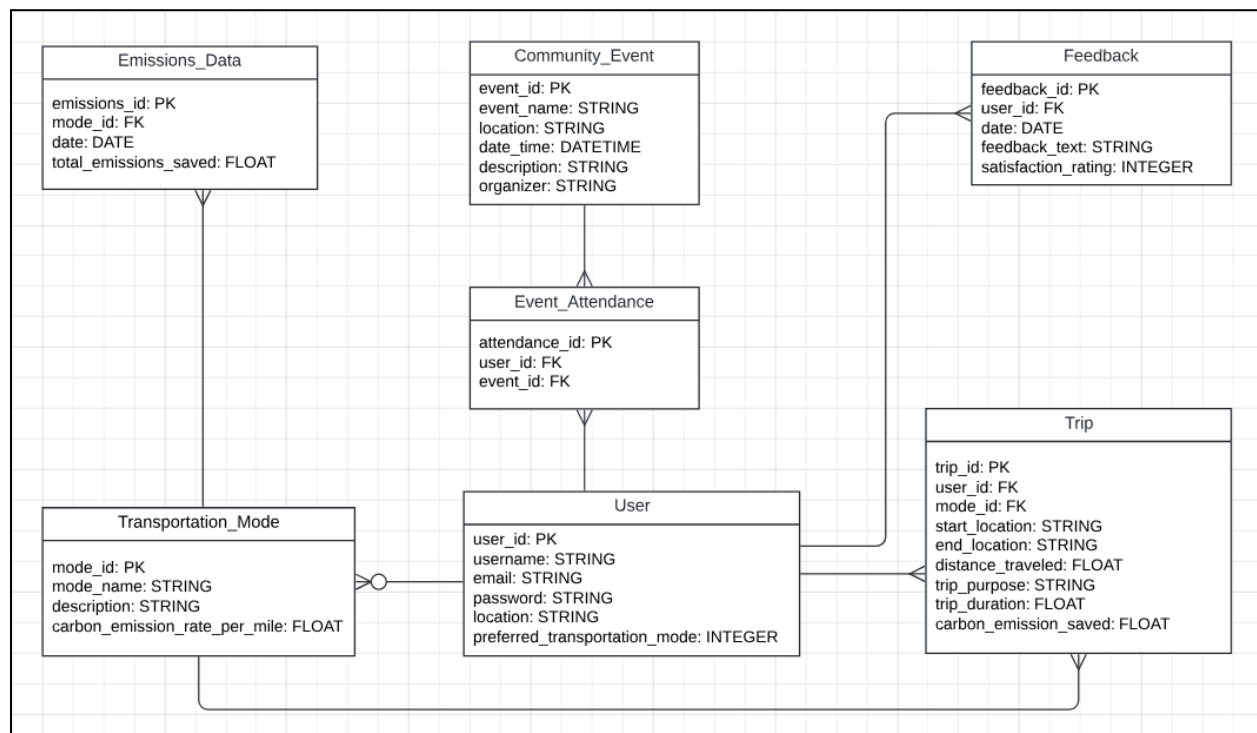 Emissions_Data
emissions_id: PK
mode_id: FK
date: DATE
total_emissions_saved: FLOAT
Community_Event
event_id: PK
event_name: STRING
location: STRING
date_time: DATETIME
description: STRING
organizer: STRING
Feedback
feedback_id: PK
user_id: FK
date: DATE
feedback_text: STRING
satisfaction_rating: INTEGER
Event_Attendance
attendance_id: PK
user_id: FK
event_id: FK
Transportation_Mode
mode_id: PK
mode_name: STRING
description: STRING
carbon_emission_rate_per_mile: FLOAT
User
user_id: PK
username: STRING
email: STRING
password: STRING
location: STRING
preferred_transportation_mode: INTEGER
Trip
trip_id: PK
user_id: FK
mode_id: FK
start_location: STRING
end_location: STRING
distance_traveled: FLOAT
trip_purpose: STRING
trip_duration: FLOAT
carbon_emission_saved: FLOAT